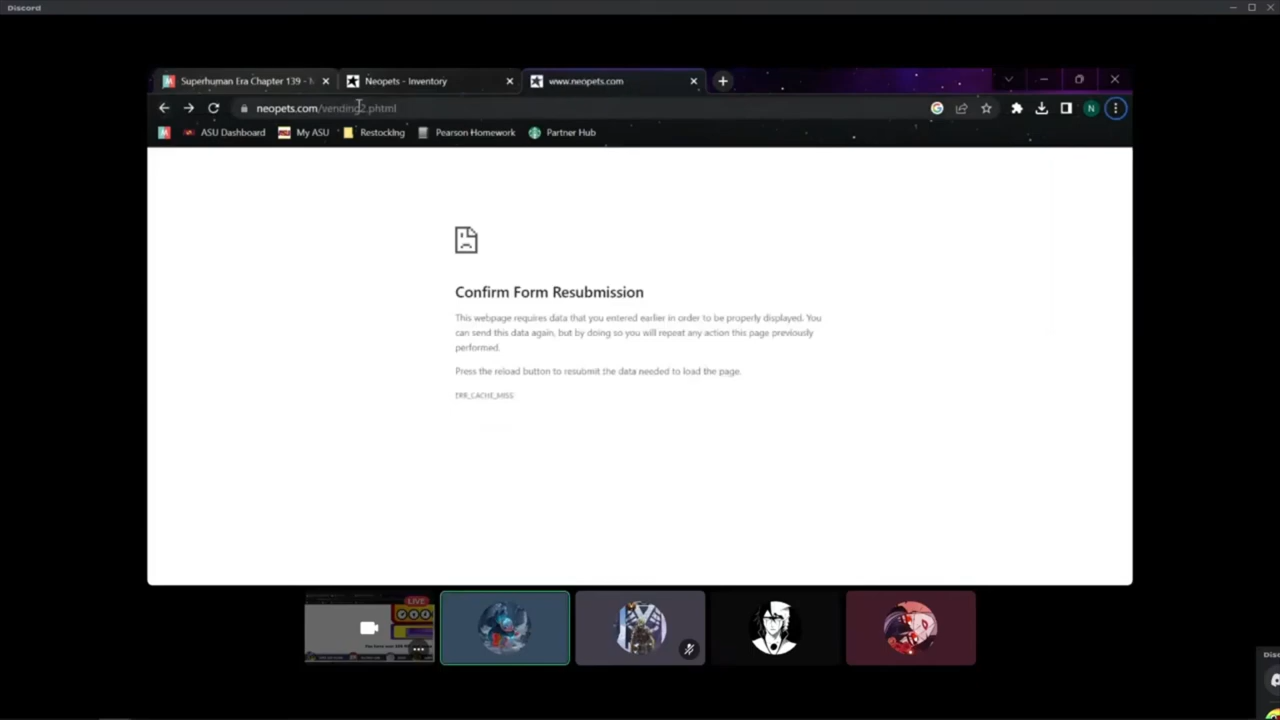 Discord
Superhuman Era Chapter 139 -
Neopets - Inventory
www.neopets.com
neopets.com/vending2.phtml
N
ASU Dashboard
My ASU
Restocking
Pearson Homework
Partner Hub
Confirm Form Resubmission
This webpage requires data that you entered earlier in order to be properly displayed. You
can send this data again, but by doing so you will repeat any action this page previously
performed.
Press the reload button to resubmit the data needed to load the page.
ERR_CACHE_MISS
LIVE